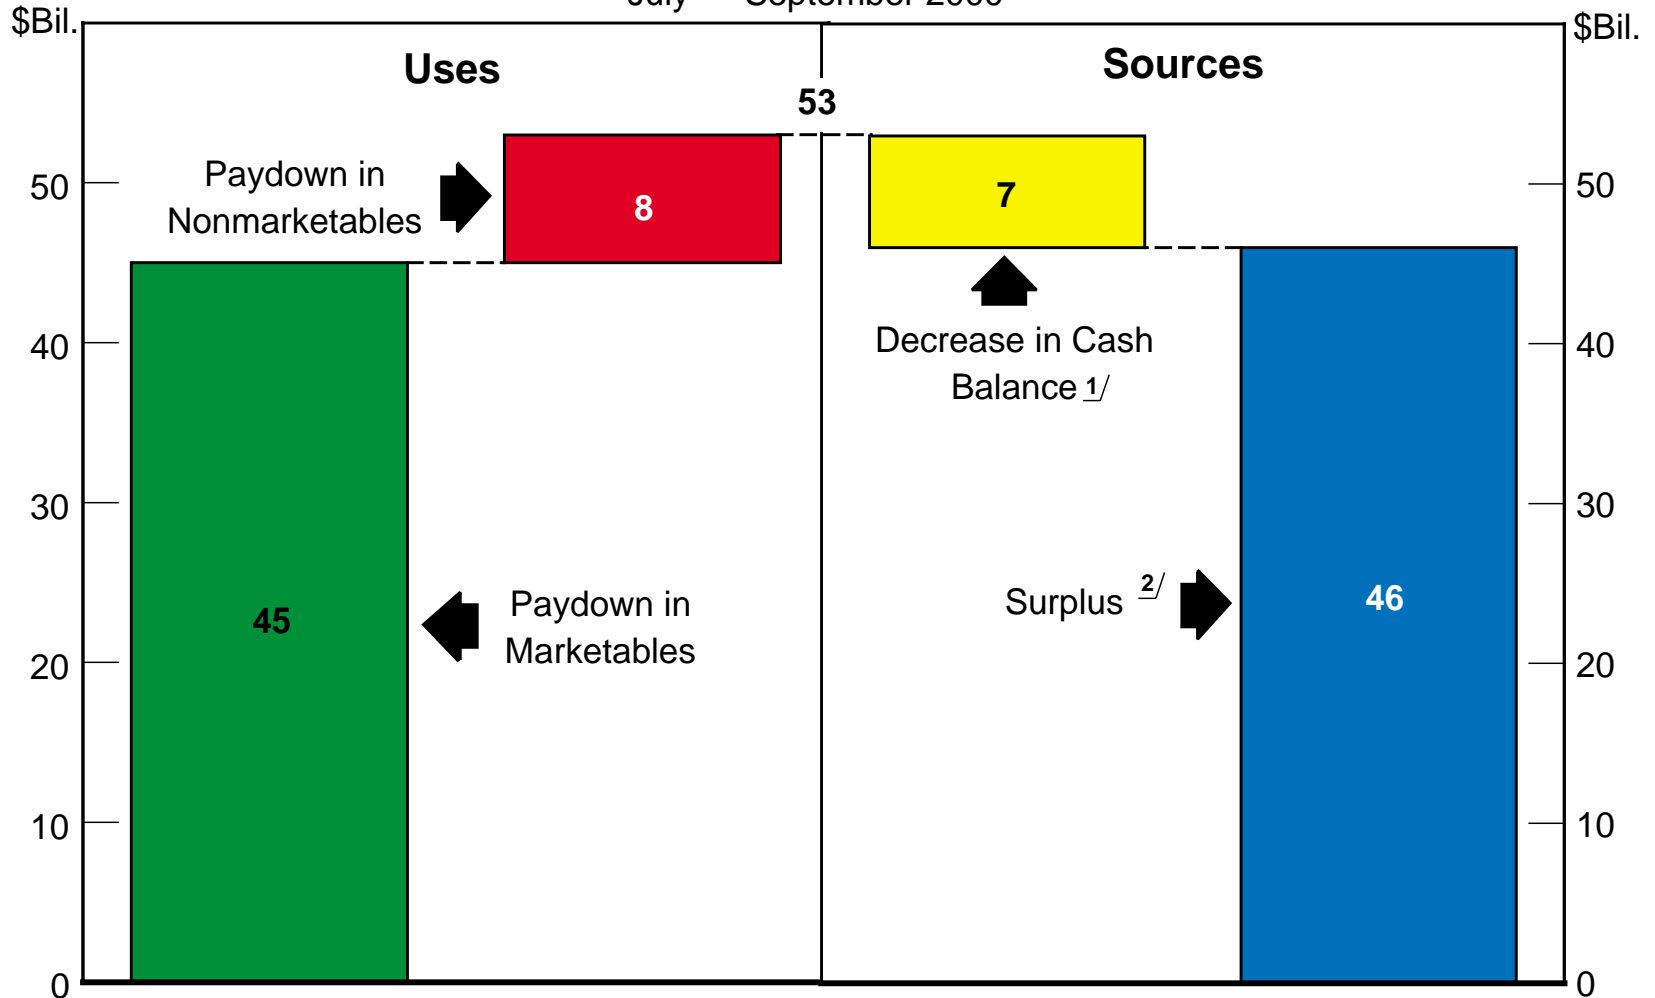 $Bil.
$Bil.
Uses
Sources
53
Paydown in
Nonmarketables
8
7
50
50
Decrease in Cash
Balance 1/
40
40
30
30
45
Paydown in
Marketables
Surplus 2/
46
20
20
10
10
0
0